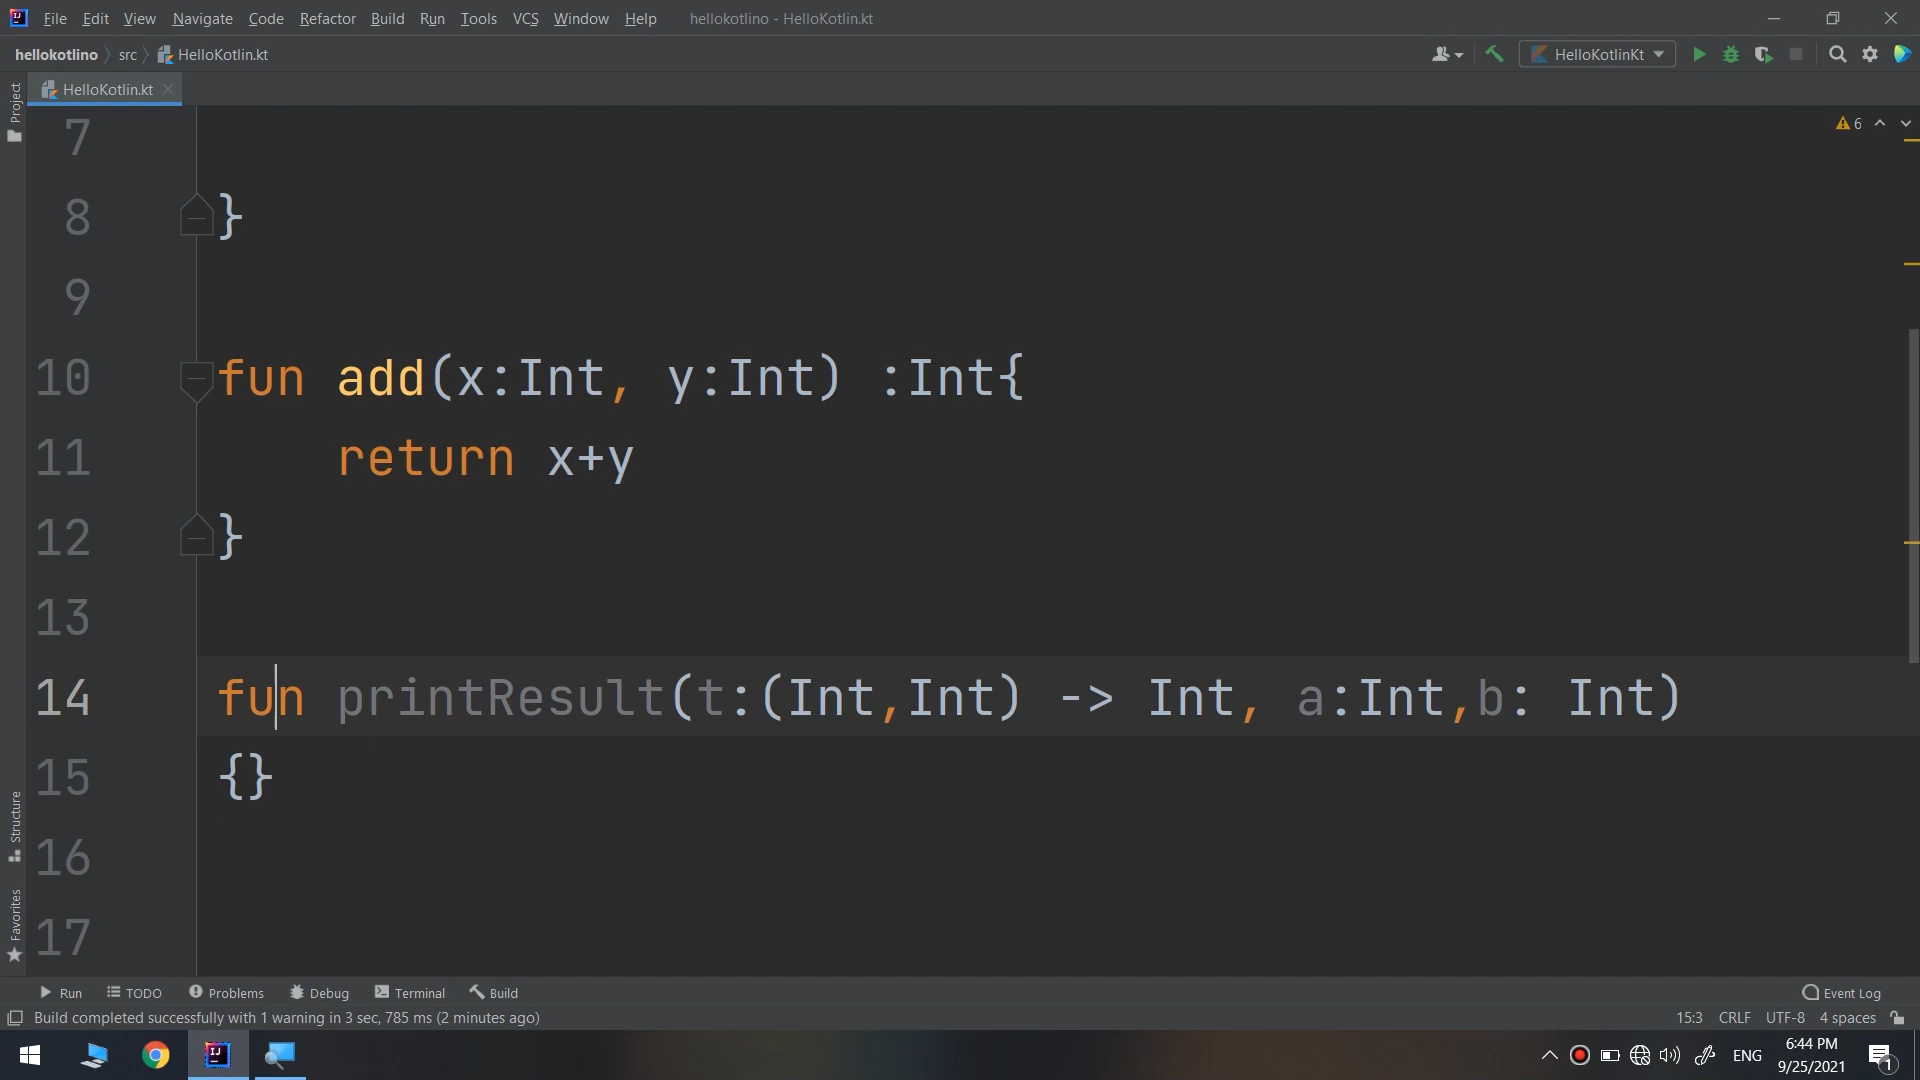 File Edit View Navigate Code Refactor Build Run Tools VCS Window Help hellokotlino - HelloKotlin.kt
hellokotlino src HelloKotlin.kt HelloKotlinKt
HelloKotlin.kt
Project
6
7
8 }
9
10 fun add(x:Int, y:Int) :Int{
11 return x+y
12 }
13
14 fun printResult(t:(Int,Int) -> Int, a:Int,b: Int)
15 {}
16
17
Structure
Favorites
Run TODO Problems Debug Terminal Build Event Log
Build completed successfully with 1 warning in 3 sec, 785 ms (2 minutes ago) 15:3 CRLF UTF-8 4 spaces
ENG 6:44 PM
9/25/2021
1